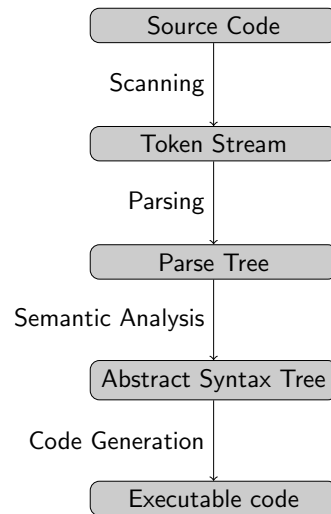 Source Code
Scanning
Token Stream
Parsing
Parse Tree
Semantic Analysis
Abstract Syntax Tree
Code Generation
Executable code